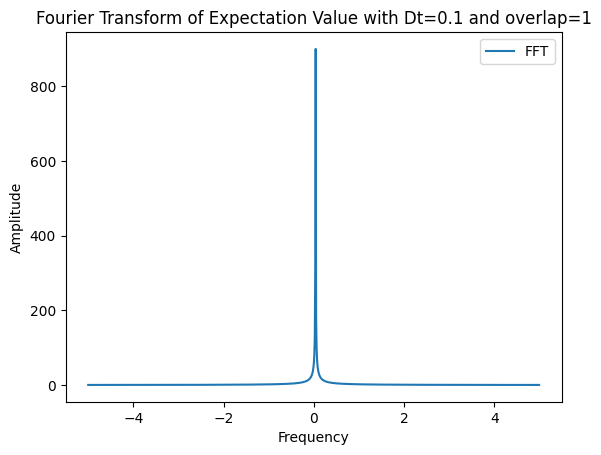 Fourier Transform of Expectation Value with Dt=0.1 and overlap=1
FFT
800
600
400
200
0
Amplitude
−4 −2 0 2 4
Frequency